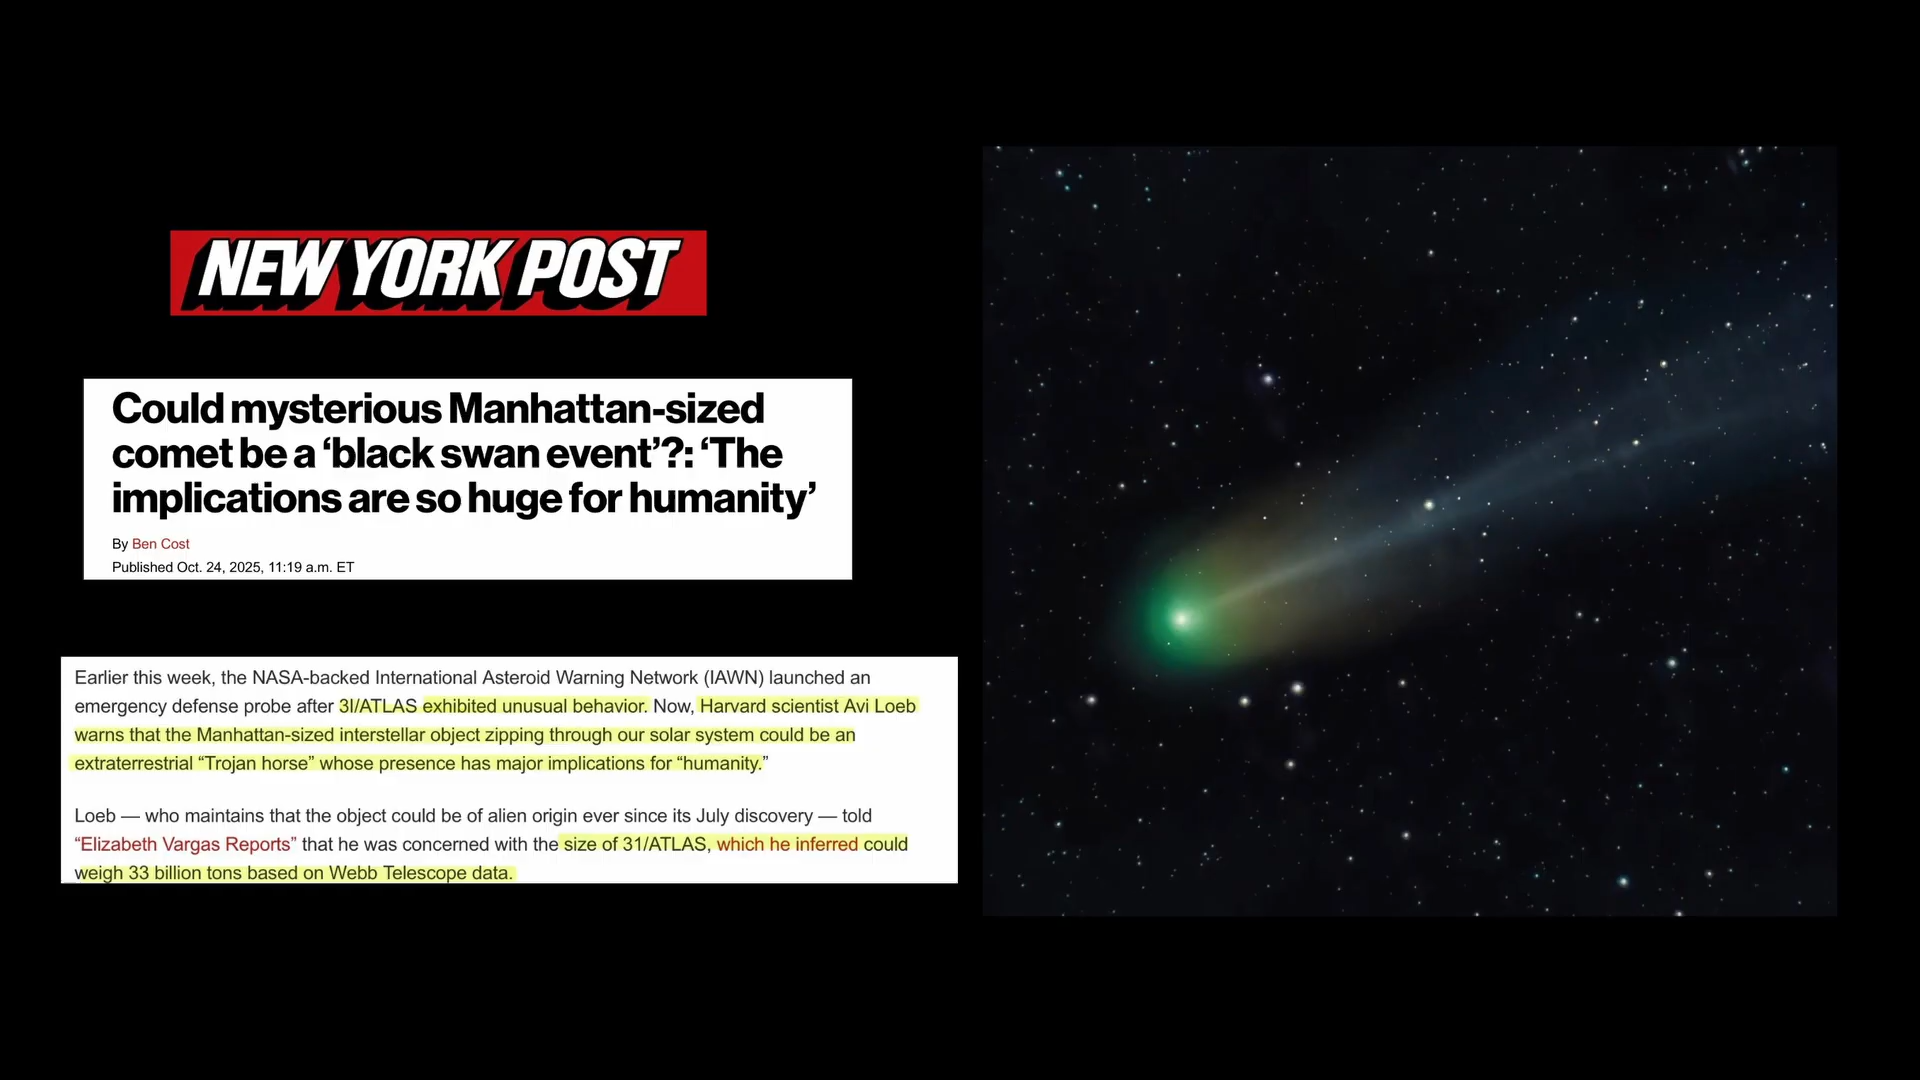 NEW YORK POST
Could mysterious Manhattan-sized
comet be a ‘black swan event’?: ‘The
implications are so huge for humanity’
By Ben Cost
Published Oct. 24, 2025, 11:19 a.m. ET
Earlier this week, the NASA-backed International Asteroid Warning Network (IAWN) launched an
emergency defense probe after 3I/ATLAS exhibited unusual behavior. Now, Harvard scientist Avi Loeb
warns that the Manhattan-sized interstellar object zipping through our solar system could be an
extraterrestrial “Trojan horse” whose presence has major implications for “humanity.”
Loeb — who maintains that the object could be of alien origin ever since its July discovery — told
“Elizabeth Vargas Reports” that he was concerned with the size of 31/ATLAS, which he inferred could
weigh 33 billion tons based on Webb Telescope data.